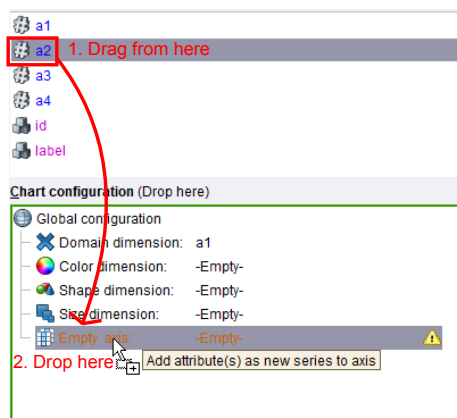 a1
a2 1. Drag from here
a3
a4
id
label
Chart configuration (Drop here)
Global configuration
Domain dimension: a1
Color dimension: -Empty-
Shape dimension: -Empty-
Size dimension: -Empty-
Empty axis: -Empty-
2. Drop here Add attribute(s) as new series to axis